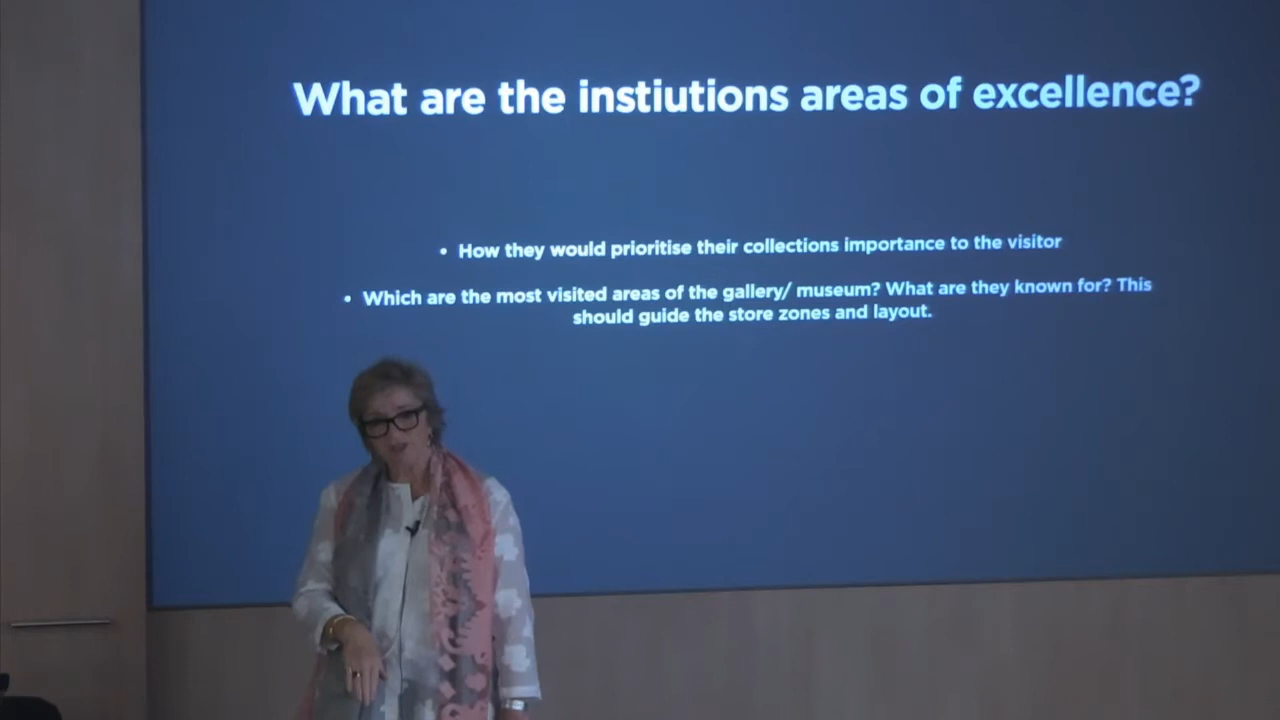 What are the instiutions areas of excellence?
• How they would prioritise their collections importance to the visitor
• Which are the most visited areas of the gallery/ museum? What are they known for? This
should guide the store zones and layout.